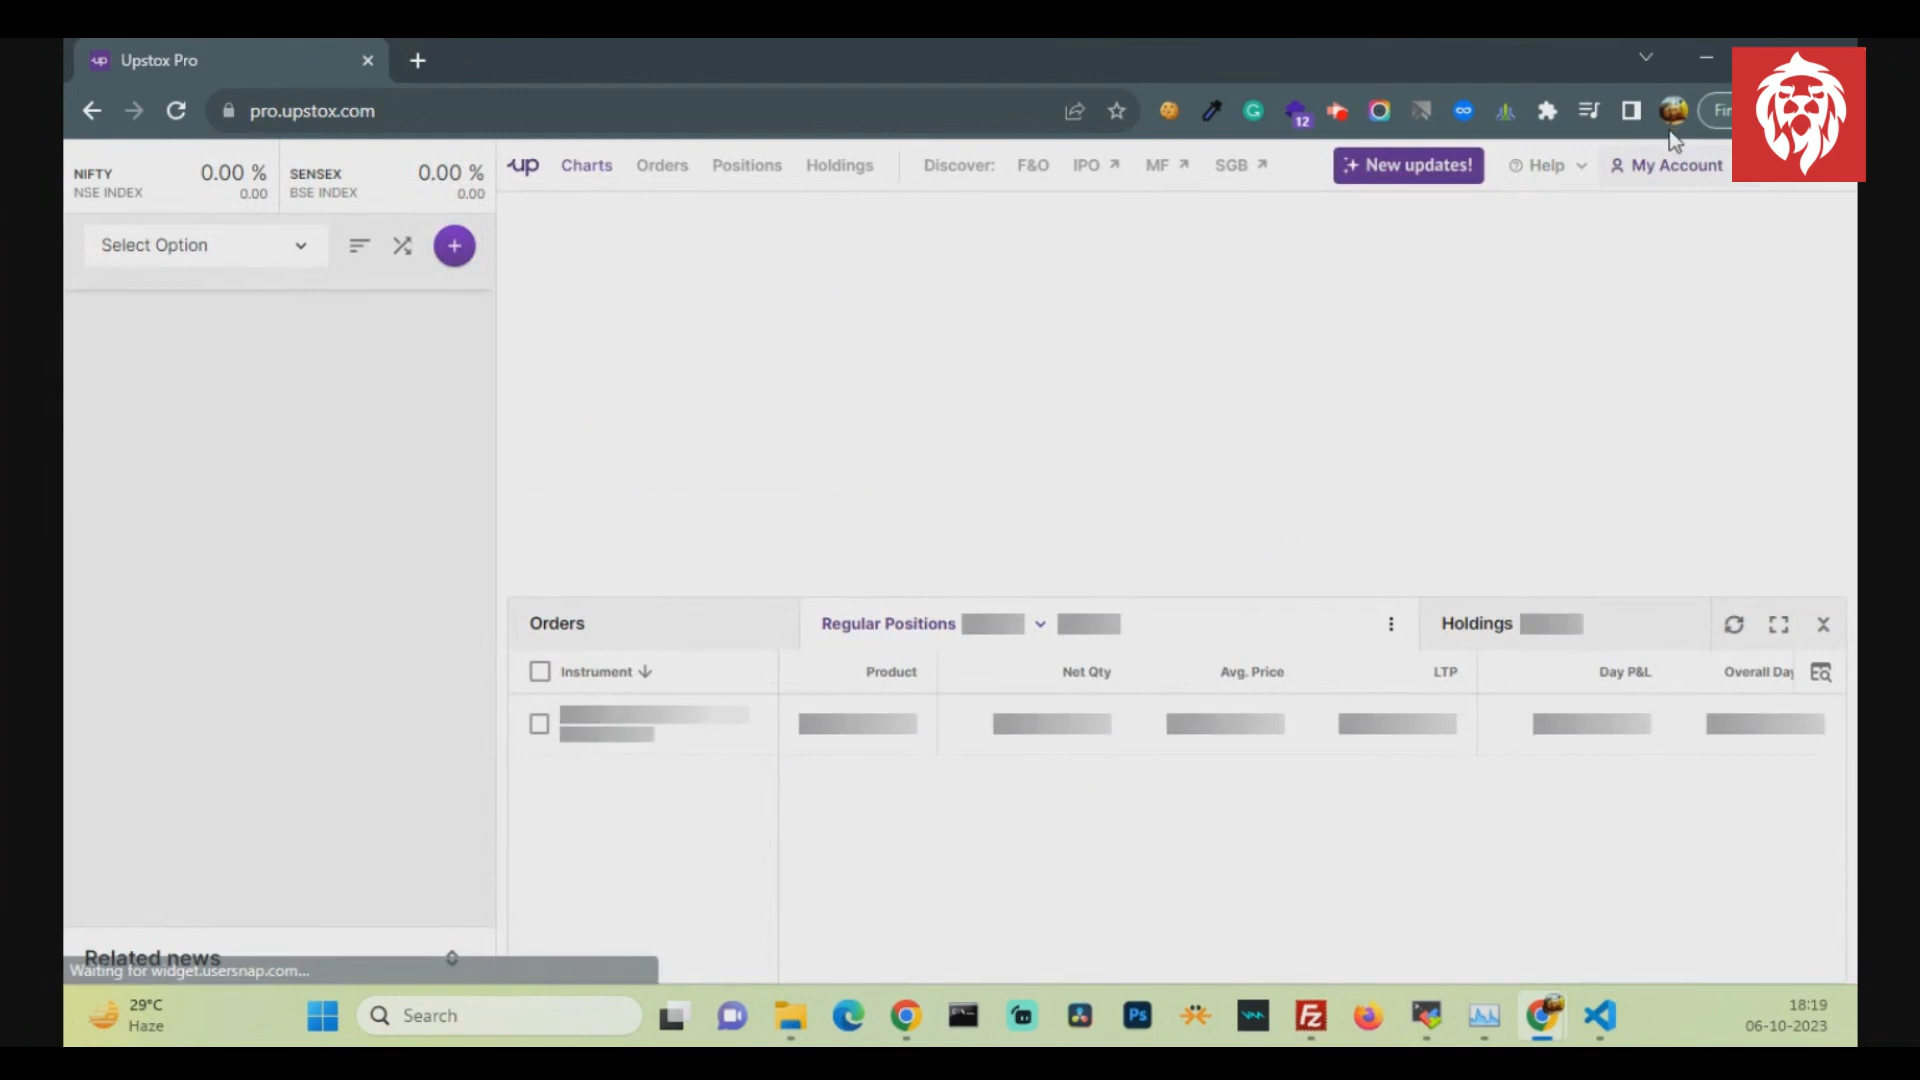 Upstox Pro
pro.upstox.com
12
NIFTY 0.00 % SENSEX 0.00 %
NSE INDEX 0.00 BSE INDEX 0.00
up Charts Orders Positions Holdings Discover: F&O IPO MF SGB New updates! Help My Account
Select Option
Orders Regular Positions Holdings
Instrument Product Net Qty Avg. Price LTP Day P&L Overall Day
Related news
Waiting for widget.usersnap.com...
29°C
Haze
Search
Ps
Fz
18:19
06-10-2023